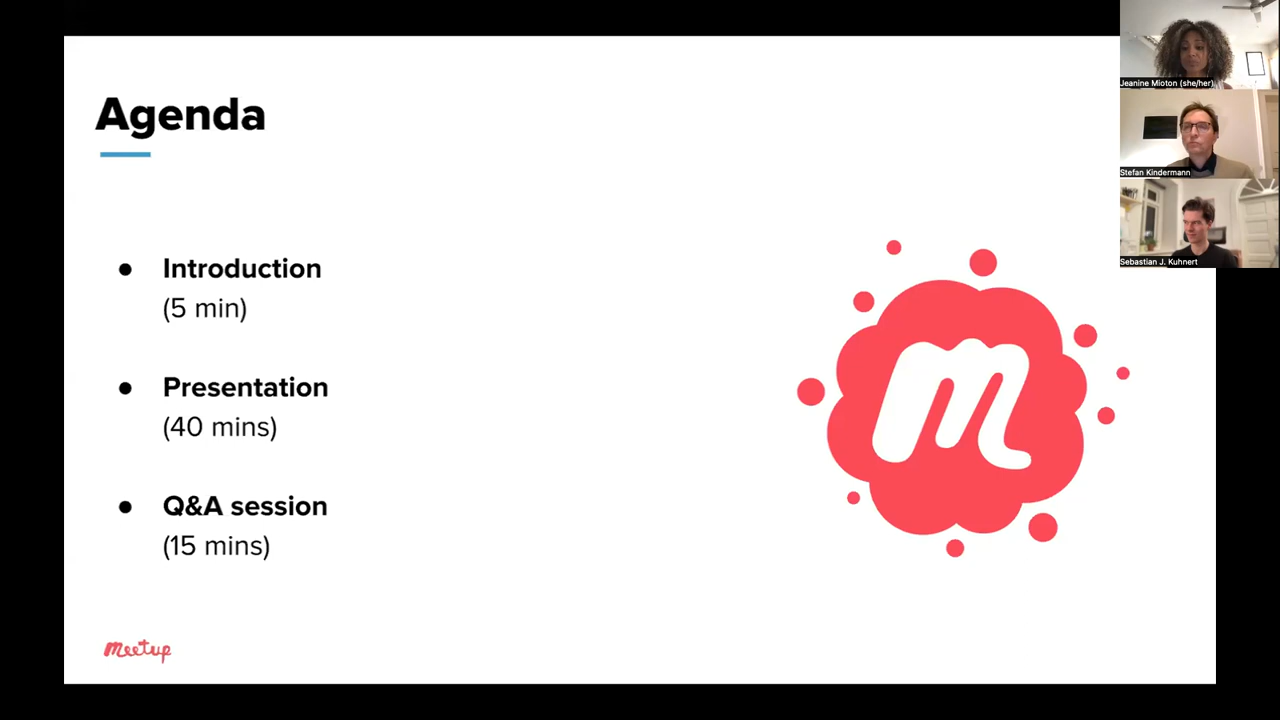 Agenda
● Introduction
(5 min)
● Presentation
(40 mins)
● Q&A session
(15 mins)
meetup
m
Jeanine Mioton (she/her)
Stefan Kindermann
Sebastian J. Kuhnert